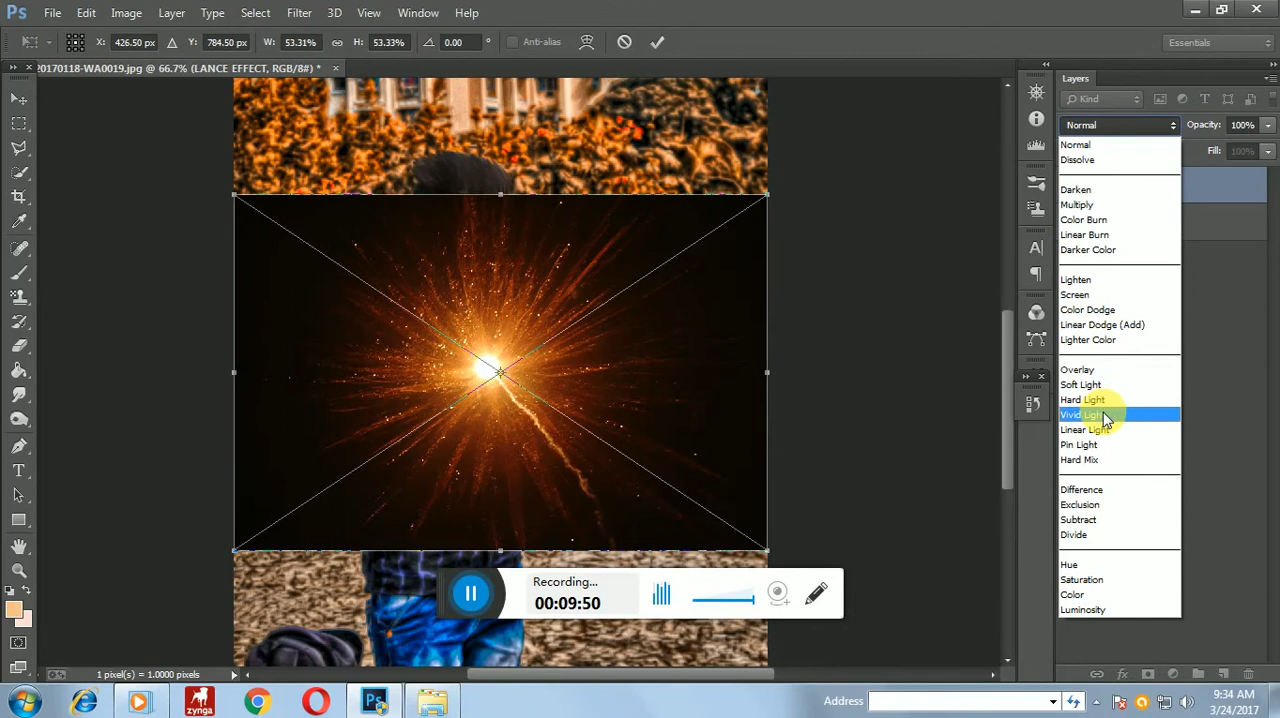 Ps File Edit Image Layer Type Select Filter 3D View Window Help
X: 426.50 px Y: 784.50 px W: 53.31% H: 53.33% 0.00 ° Anti-alias Essentials
20170118-WA0019.jpg @ 66.7% (LANCE EFFECT, RGB/8#) * ×
Layers
Kind
Normal Opacity: 100%
Fill: 100%
Normal
Dissolve
Darken
Multiply
Color Burn
Linear Burn
Darker Color
Lighten
Screen
Color Dodge
Linear Dodge (Add)
Lighter Color
Overlay
Soft Light
Hard Light
Vivid Light
Linear Light
Pin Light
Hard Mix
Difference
Exclusion
Subtract
Divide
Hue
Saturation
Color
Luminosity
Recording...
00:09:50
1 pixel(s) = 1.0000 pixels
zynga
Ps
Address
9:34 AM
3/24/2017